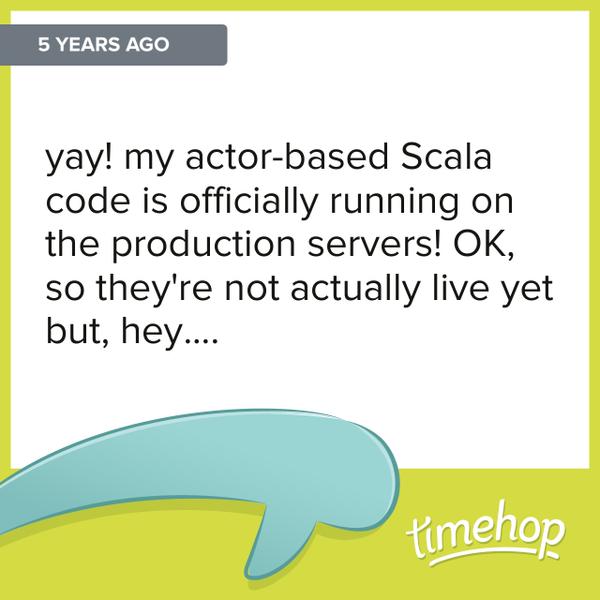 5 YEARS AGO
yay! my actor-based Scala
code is officially running on
the production servers! OK,
so they're not actually live yet
but, hey....
timehop